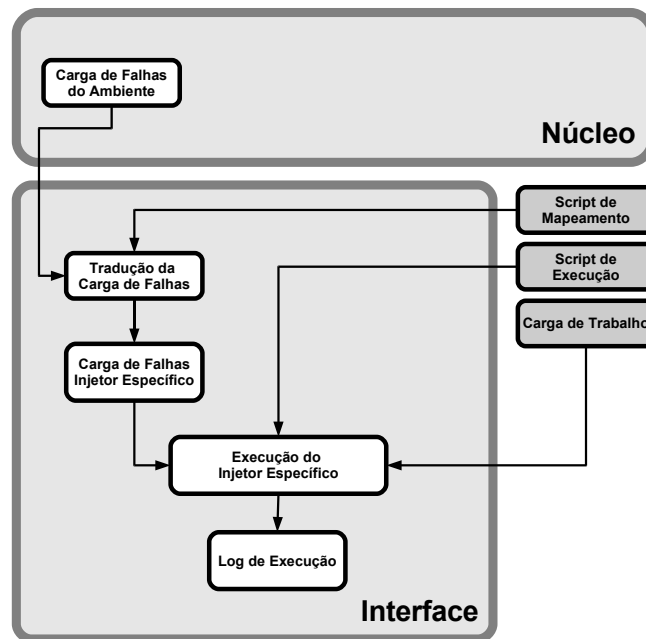 Carga de Falhas
do Ambiente
Núcleo
Script de
Mapeamento
Tradução da
Carga de Falhas
Script de
Execução
Carga de Trabalho
Carga de Falhas
Injetor Específico
Execução do
Injetor Específico
Log de Execução
Interface